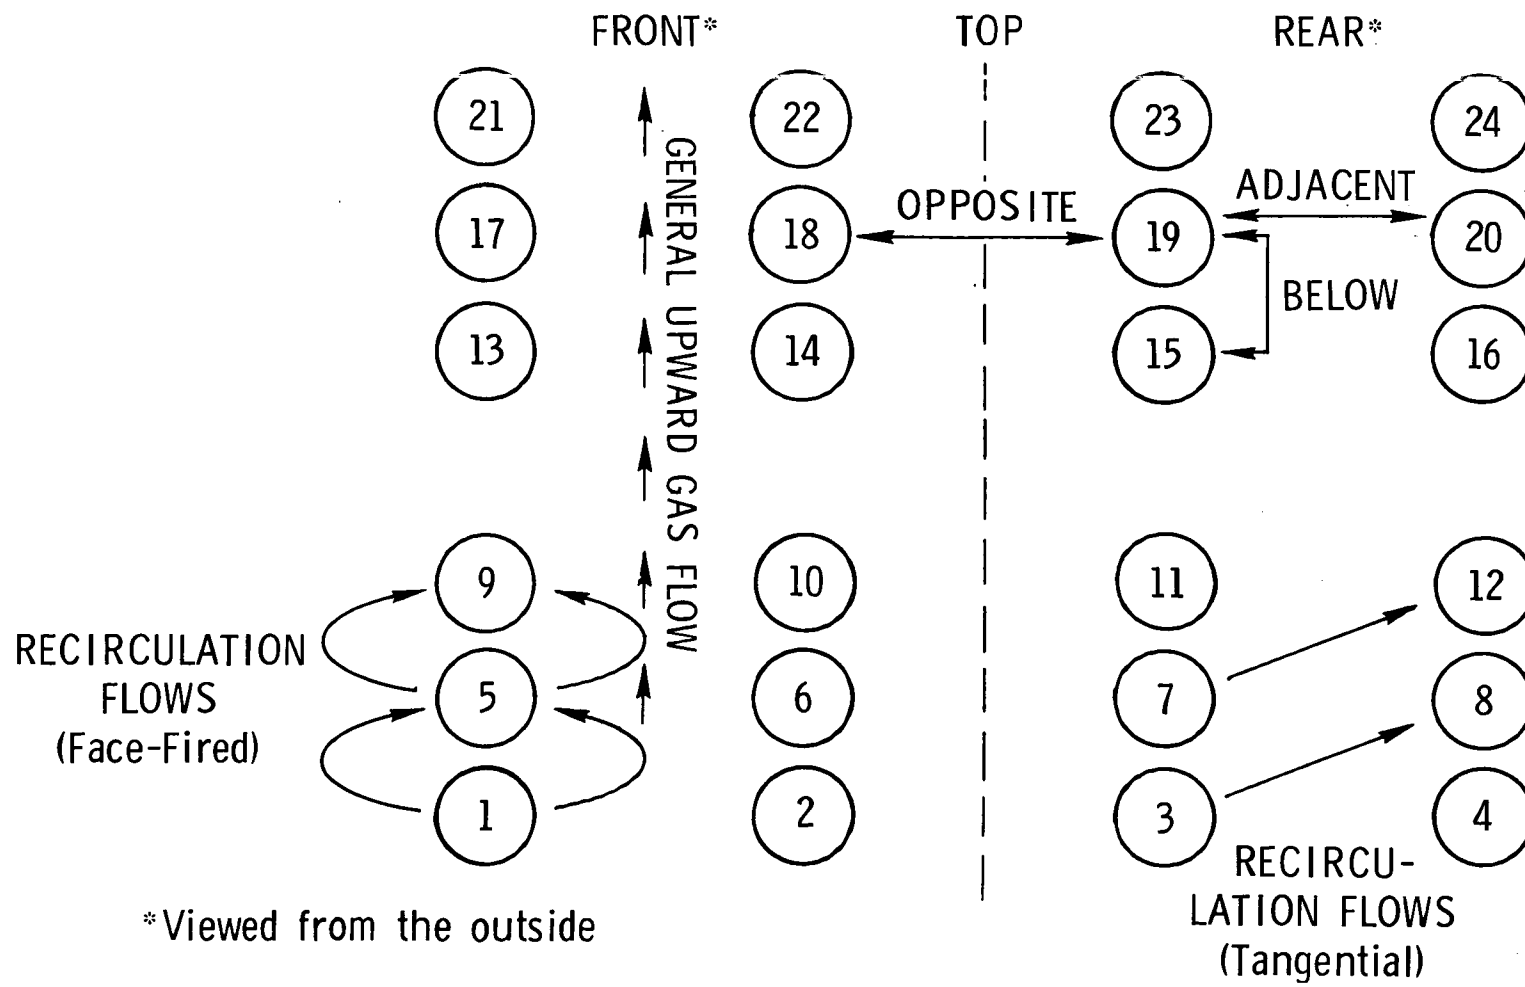 FRONT* TOP REAR*
21 22 23 24
ADJACENT
OPPOSITE
17 18 19 20
BELOW
13 14 15 16
GENERAL UPWARD GAS FLOW
9 10 11 12
RECIRCULATION
FLOWS
(Face-Fired)
5 6 7 8
1 2 3 4
RECIRCU-
LATION FLOWS
(Tangential)
*Viewed from the outside